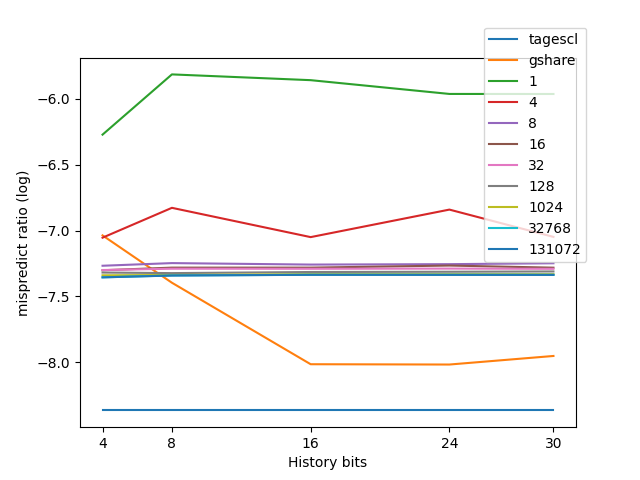 tagescl
gshare
1
4
8
16
32
128
1024
32768
131072
−6.0
−6.5
−7.0
−7.5
−8.0
mispredict ratio (log)
4 8 16 24 30
History bits